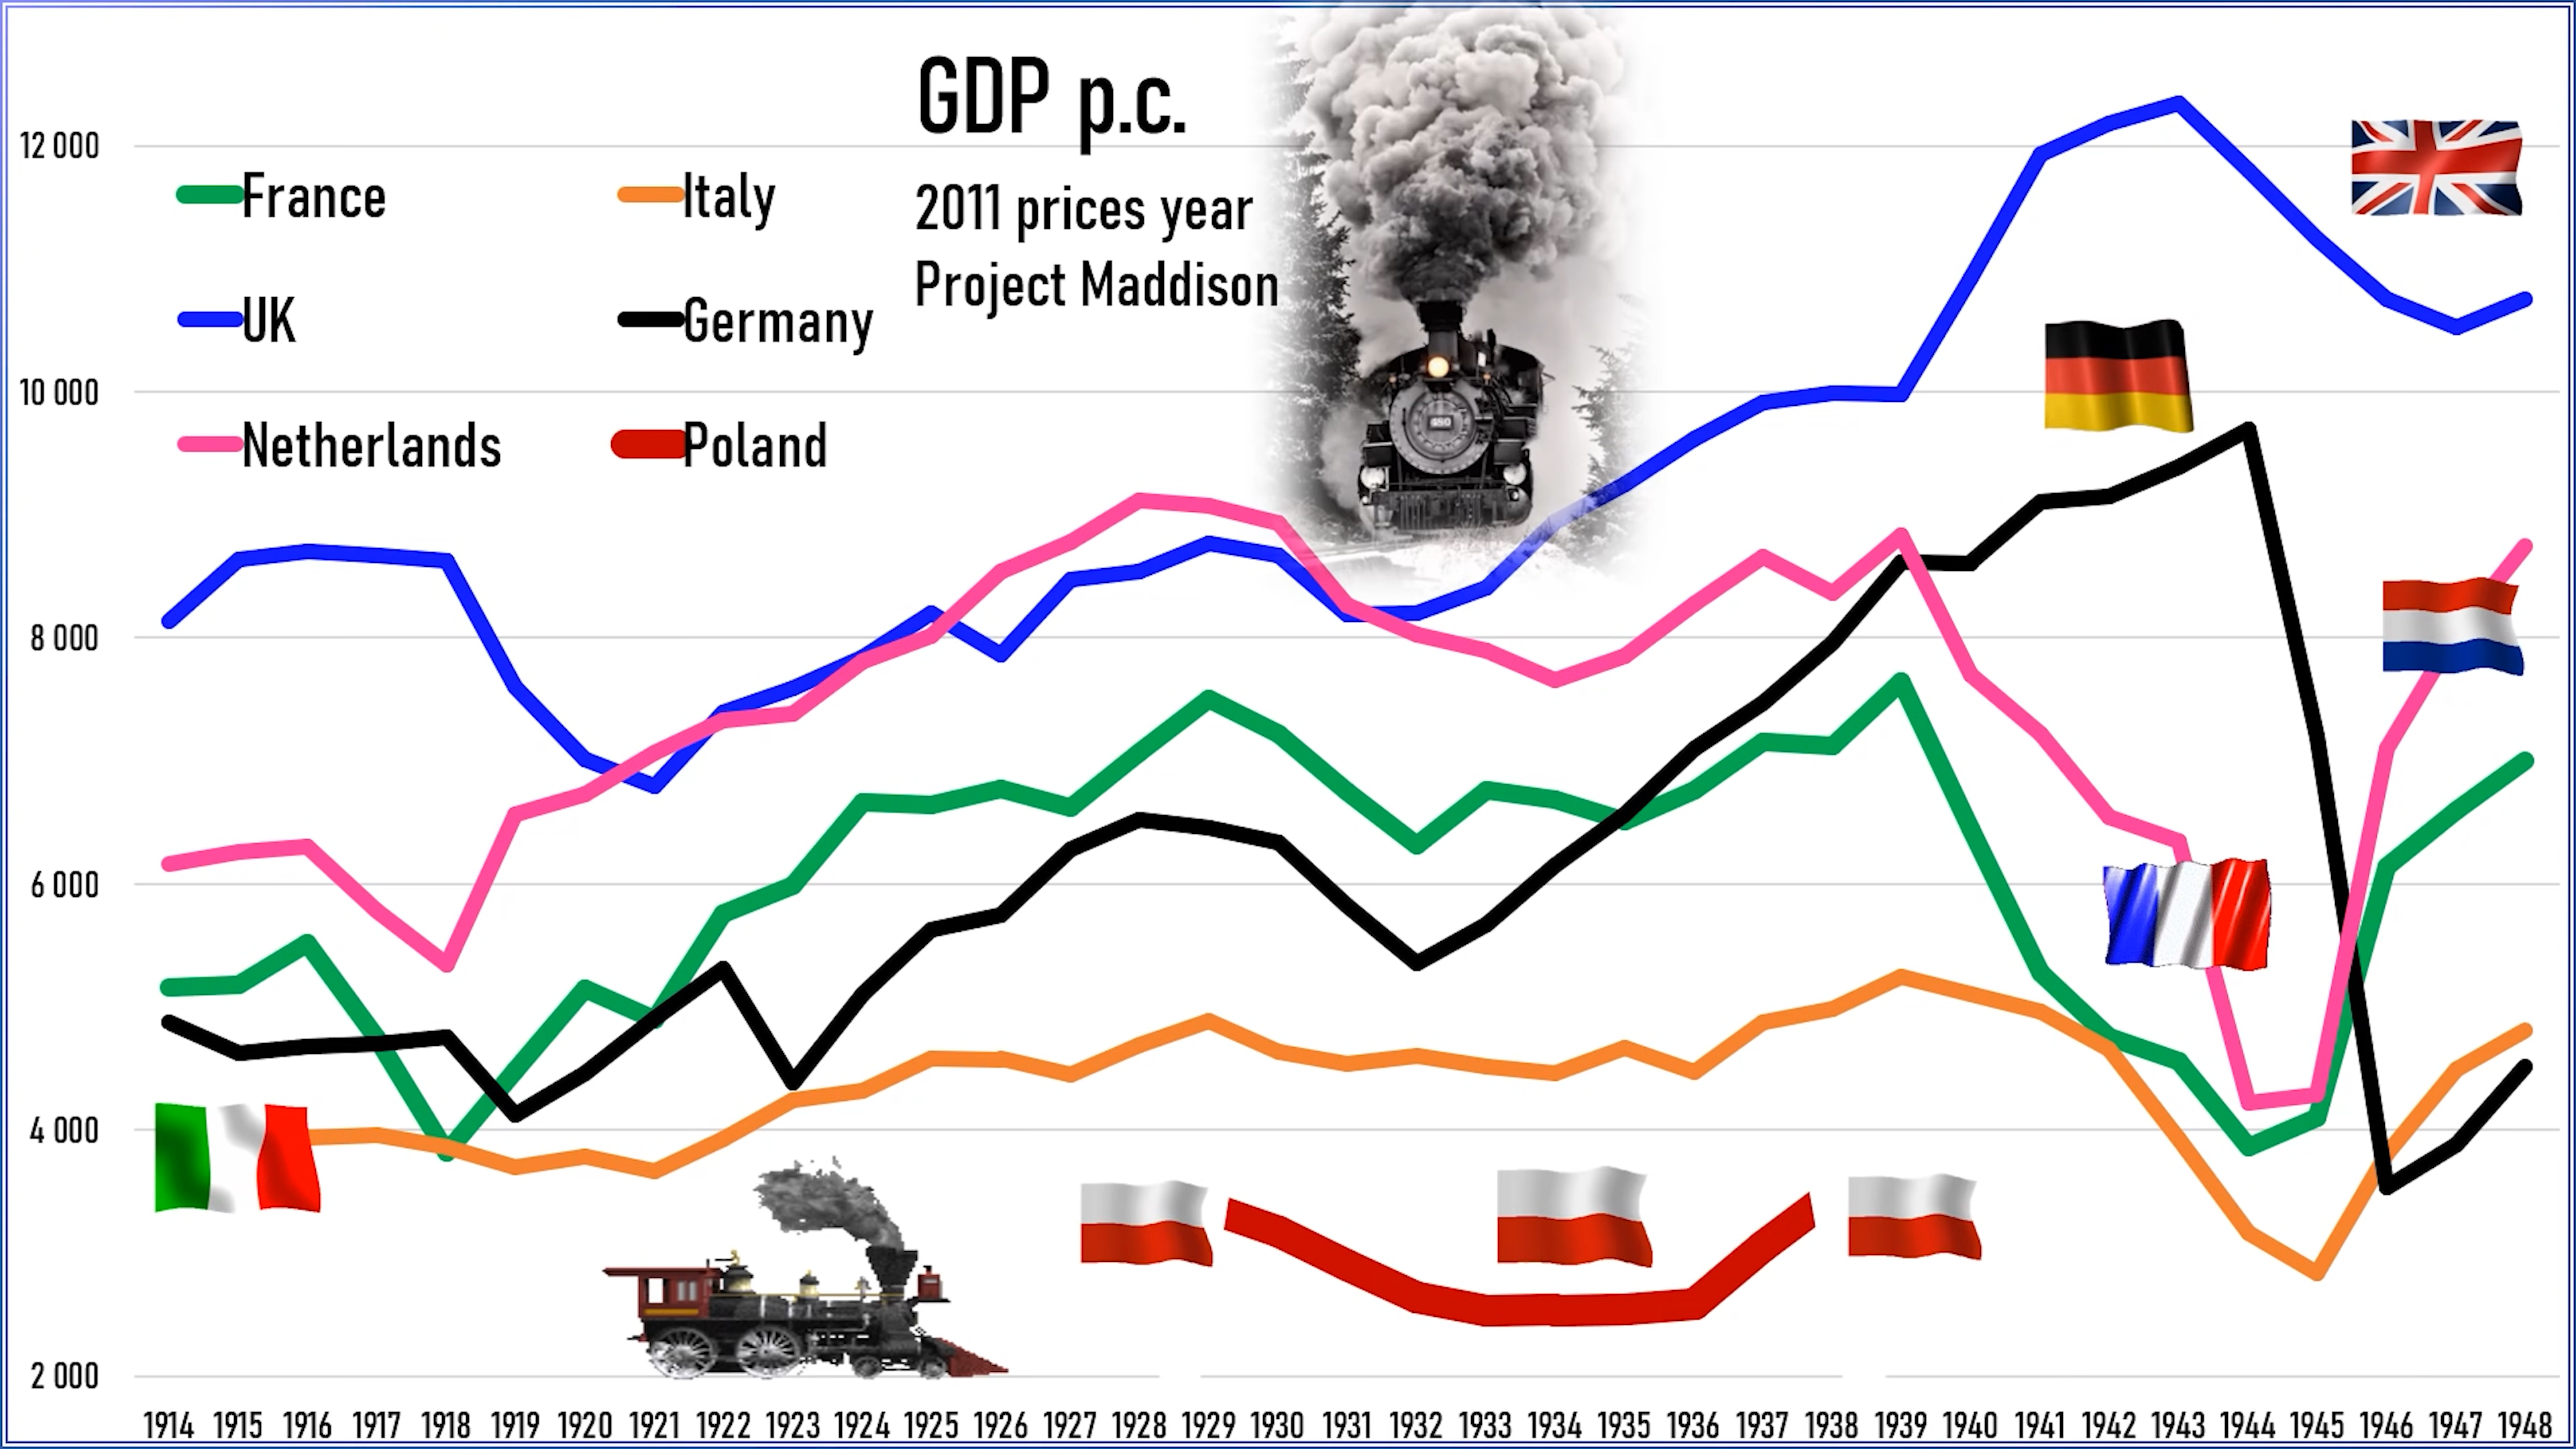 GDP p.c.
2011 prices year
Project Maddison
France
Italy
UK
Germany
Netherlands
Poland
12 000
10 000
8 000
6 000
4 000
2 000
1914 1915 1916 1917 1918 1919 1920 1921 1922 1923 1924 1925 1926 1927 1928 1929 1930 1931 1932 1933 1934 1935 1936 1937 1938 1939 1940 1941 1942 1943 1944 1945 1946 1947 1948